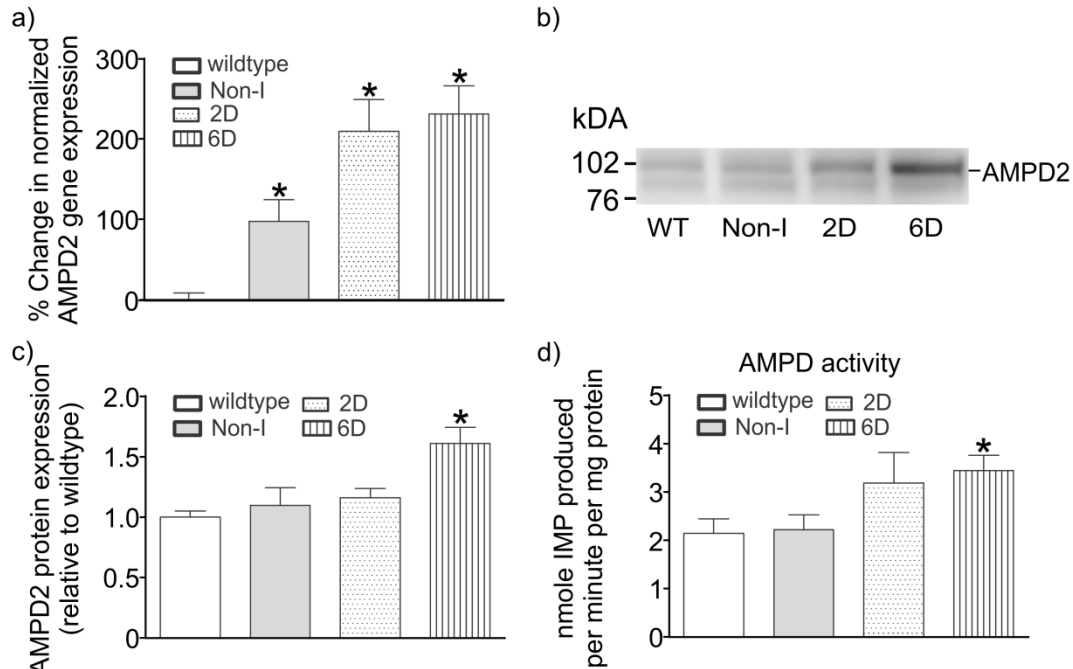 a)
% Change in normalized
AMPD2 gene expression
300
200
100
0
wildtype
Non-I
2D
6D
*
*
*
b)
kDA
102
76
AMPD2
WT Non-I 2D 6D
c)
AMPD2 protein expression
(relative to wildtype)
2.0
1.5
1.0
0.5
0
wildtype 2D
Non-I 6D
*
d)
AMPD activity
nmole IMP produced
per minute per mg protein
5
4
3
2
1
0
wildtype 2D
Non-I 6D
*